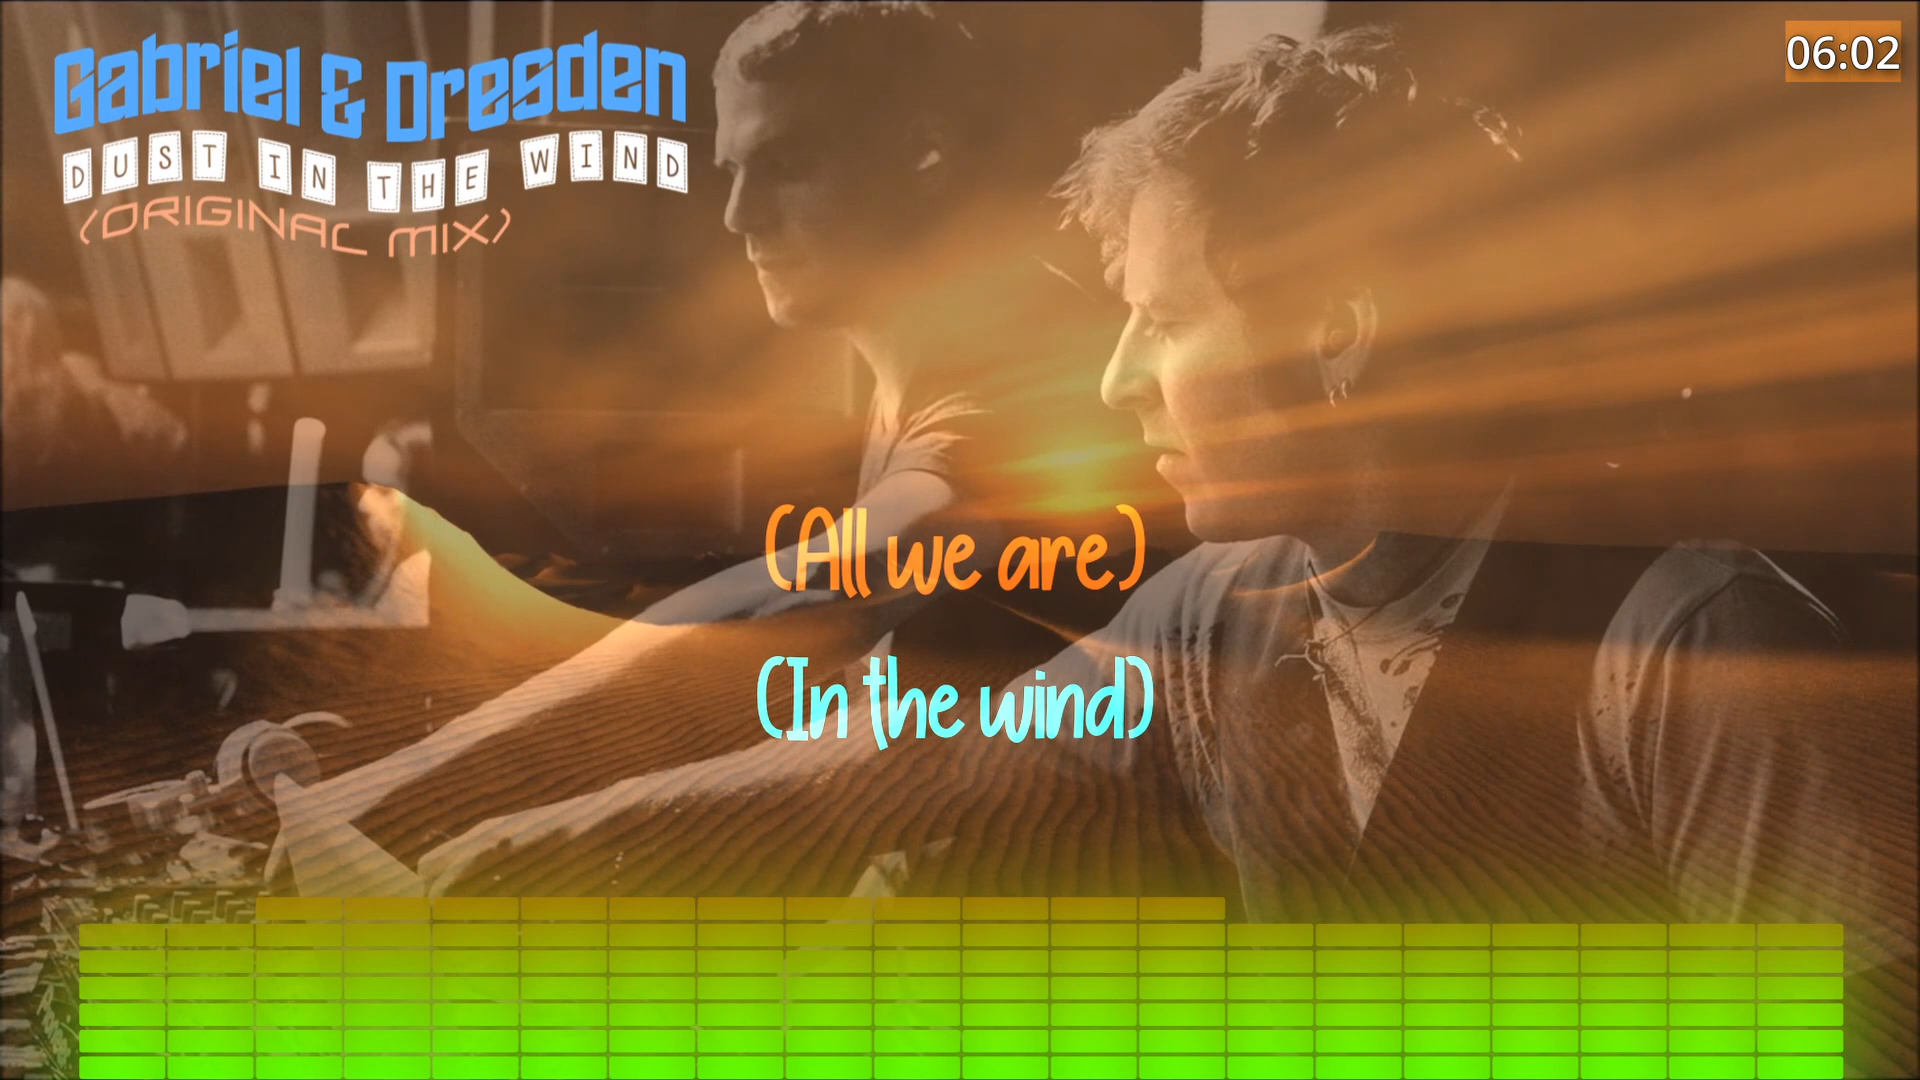 Gabriel & Dresden
DUST IN THE WIND
(ORIGINAL MIX)
06:02
(All we are)
(In the wind)